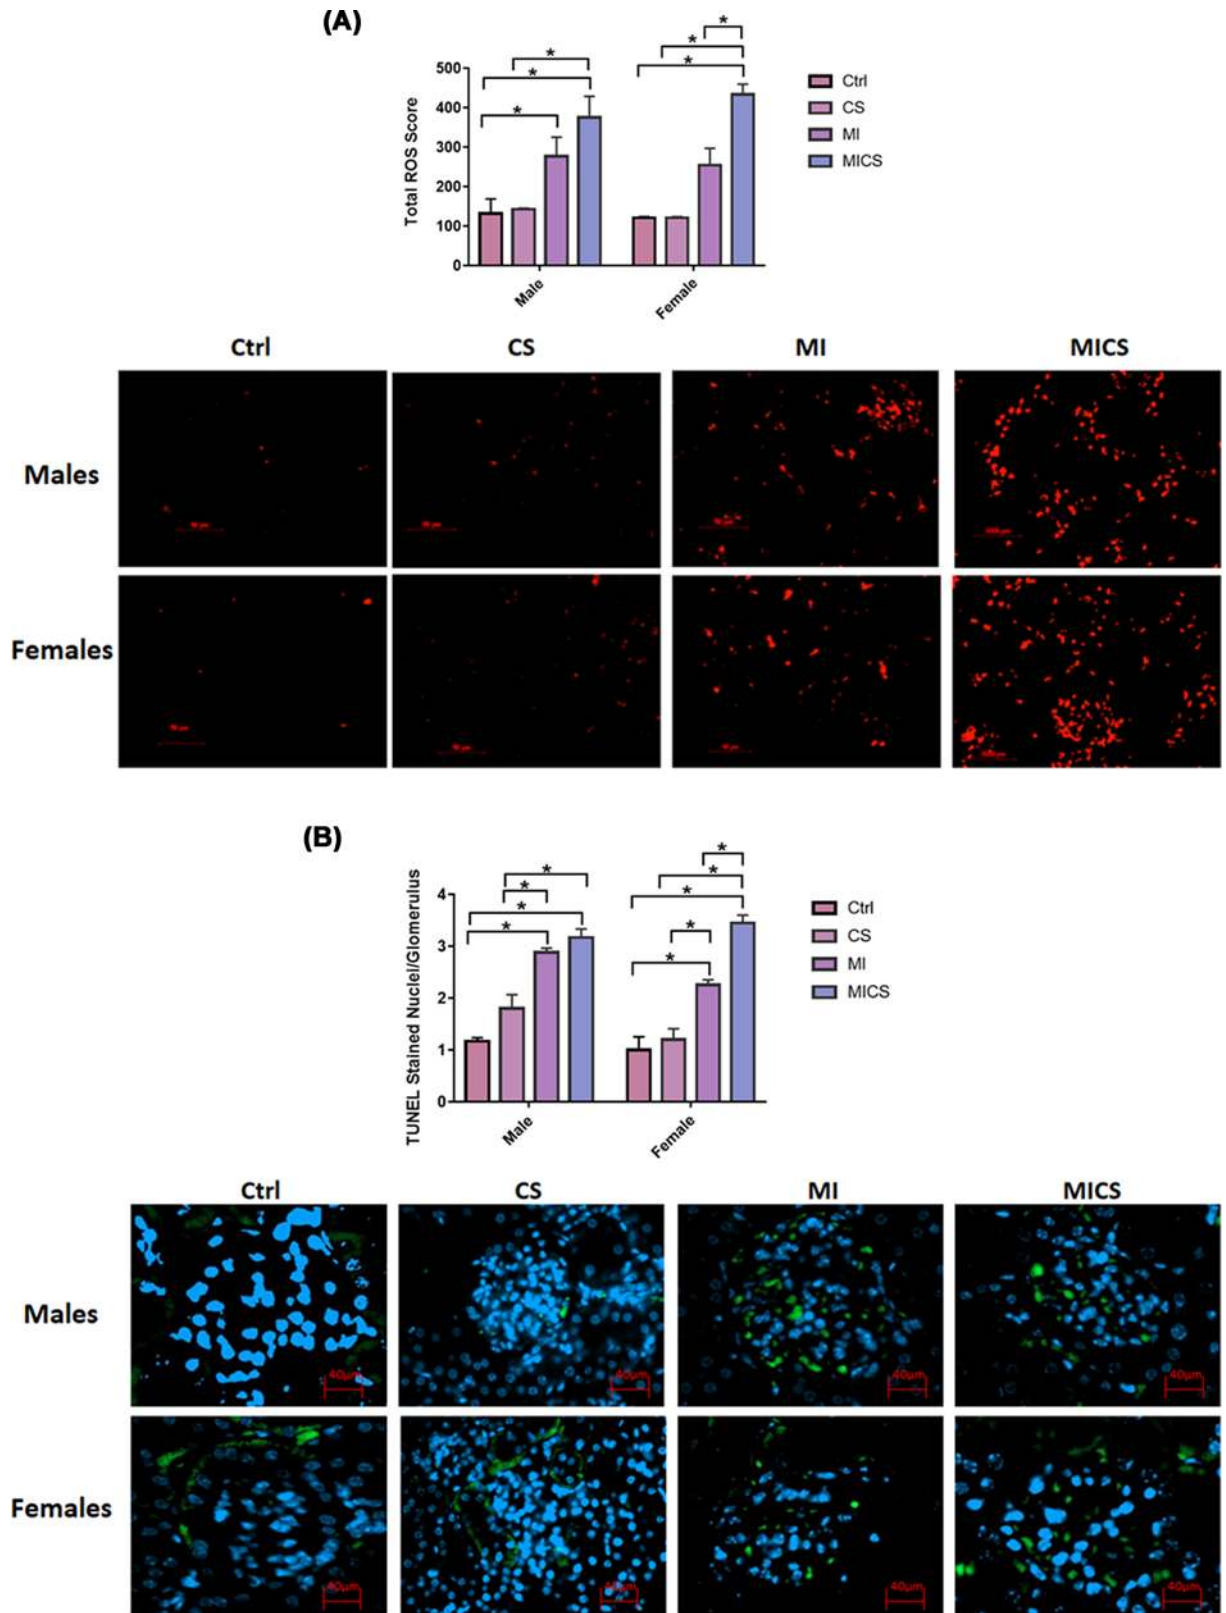 (A)
*
*
*
*
*
*
*
500
400
300
200
100
0
Total ROS Score
Male
Female
Ctrl
CS
MI
MICS
Ctrl
CS
MI
MICS
Males
Females
(B)
*
*
*
*
*
*
*
*
*
4
3
2
1
0
TUNEL Stained Nuclei/Glomerulus
Male
Female
Ctrl
CS
MI
MICS
Ctrl
CS
MI
MICS
Males
40µm
40µm
40µm
40µm
Females
40µm
40µm
40µm
40µm